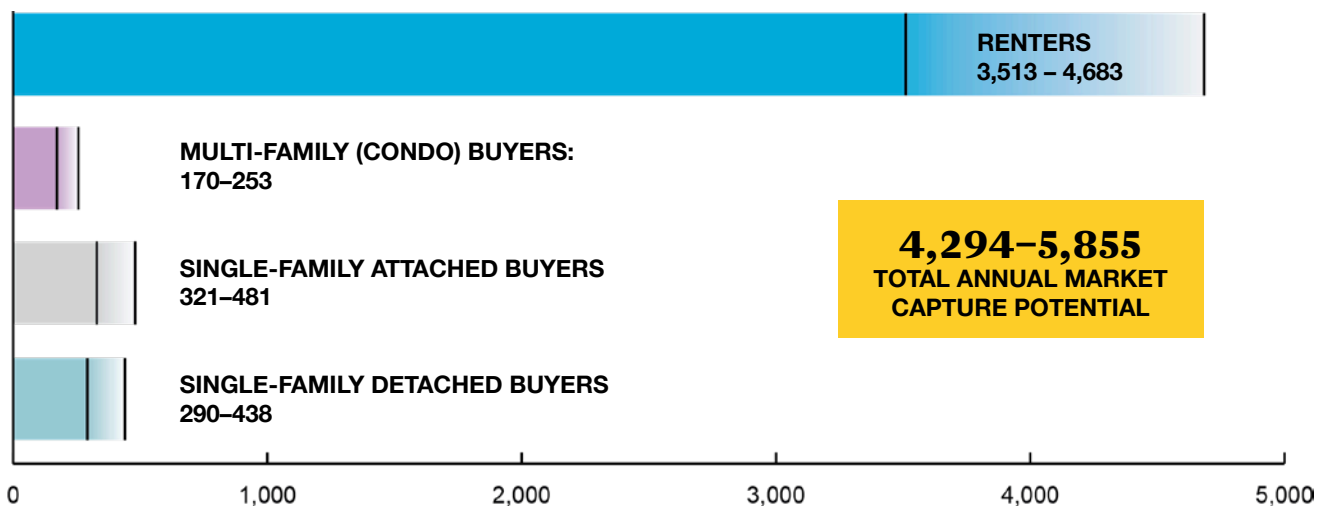 RENTERS
3,513 – 4,683
MULTI-FAMILY (CONDO) BUYERS:
170–253
4,294–5,855
TOTAL ANNUAL MARKET
CAPTURE POTENTIAL
SINGLE-FAMILY ATTACHED BUYERS
321–481
SINGLE-FAMILY DETACHED BUYERS
290–438
0 1,000 2,000 3,000 4,000 5,000